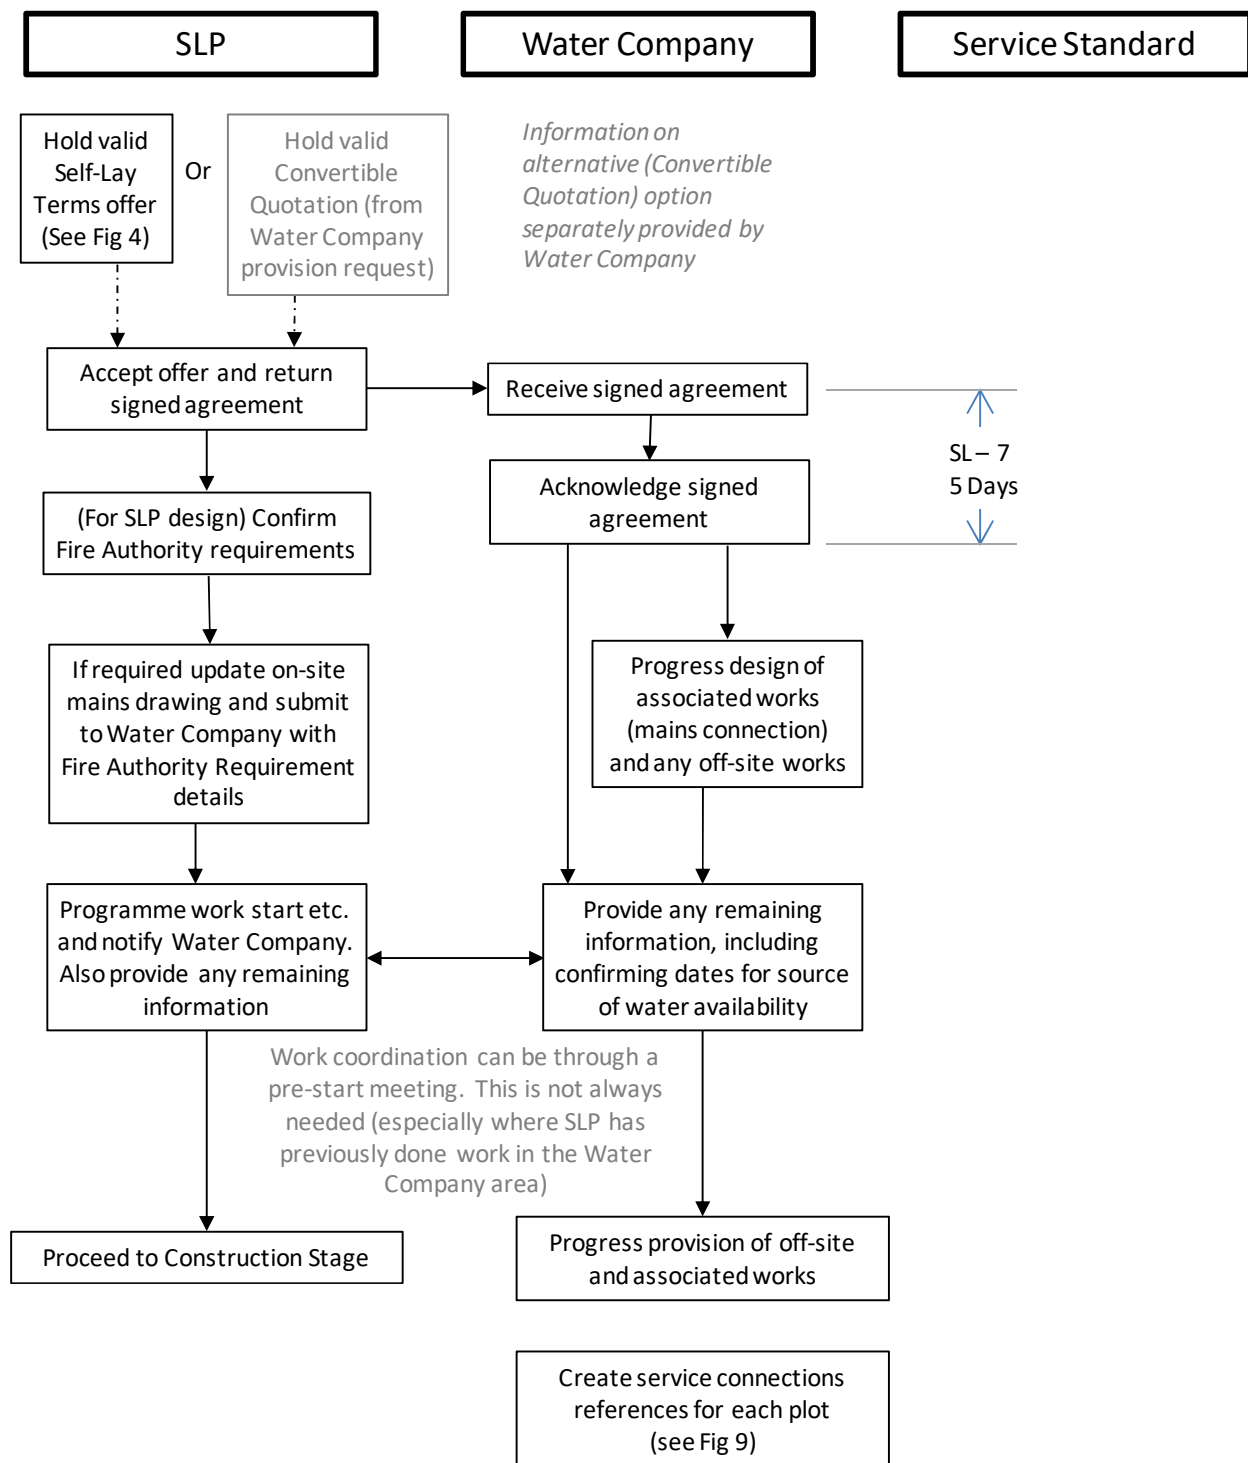 SLP
Water Company
Service Standard
Hold valid
Self-Lay
Terms offer
(See Fig 4)
Or
Hold valid
Convertible
Quotation (from
Water Company
provision request)
Information on
alternative (Convertible
Quotation) option
separately provided by
Water Company
Accept offer and return
signed agreement
Receive signed agreement
SL – 7
5 Days
Acknowledge signed
agreement
(For SLP design) Confirm
Fire Authority requirements
If required update on-site
mains drawing and submit
to Water Company with
Fire Authority Requirement
details
Progress design of
associated works
(mains connection)
and any off-site works
Programme work start etc.
and notify Water Company.
Also provide any remaining
information
Provide any remaining
information, including
confirming dates for source
of water availability
Work coordination can be through a
pre-start meeting. This is not always
needed (especially where SLP has
previously done work in the Water
Company area)
Proceed to Construction Stage
Progress provision of off-site
and associated works
Create service connections
references for each plot
(see Fig 9)